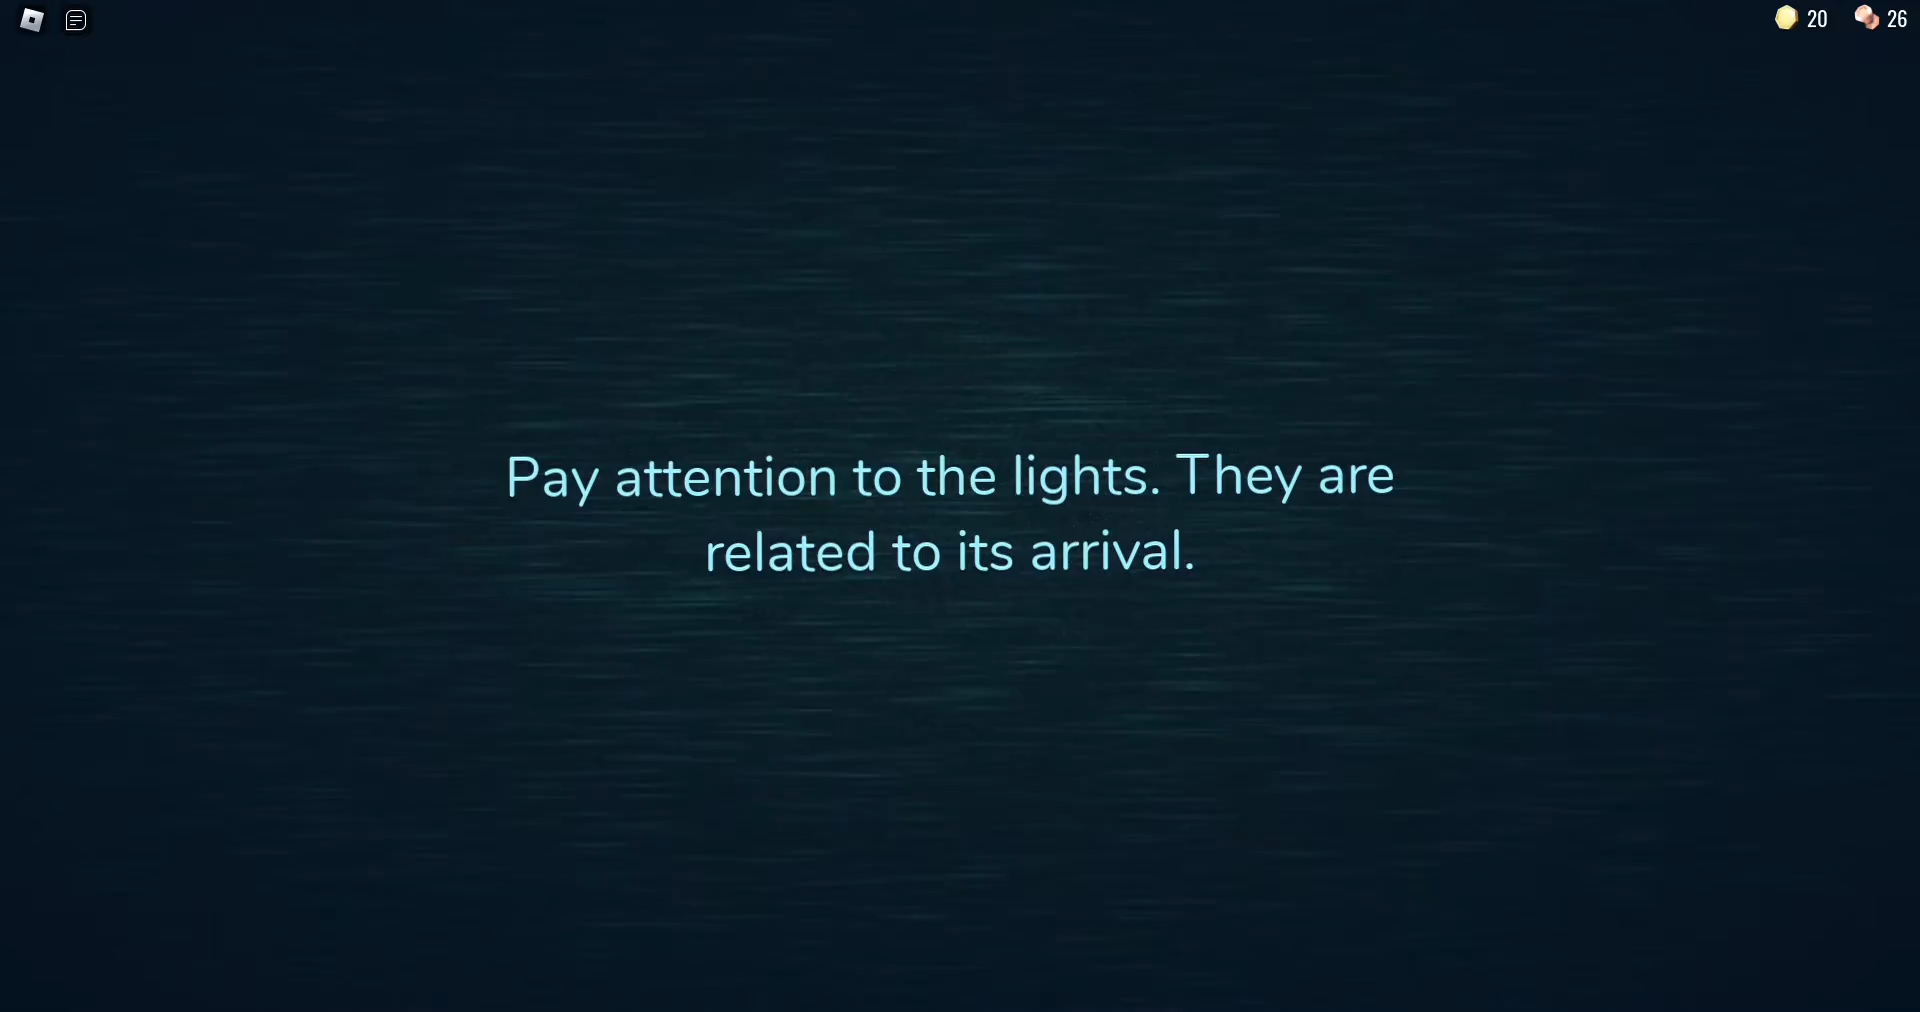 20 26
Pay attention to the lights. They are
related to its arrival.